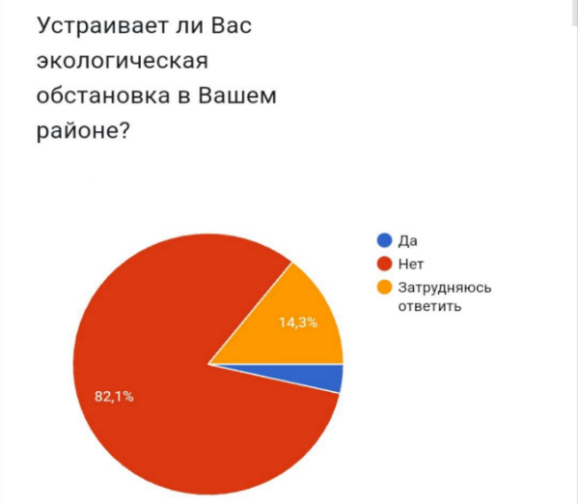 Устраивает ли Вас
экологическая
обстановка в Вашем
районе?
Да
Нет
Затрудняюсь
ответить
14,3%
82,1%